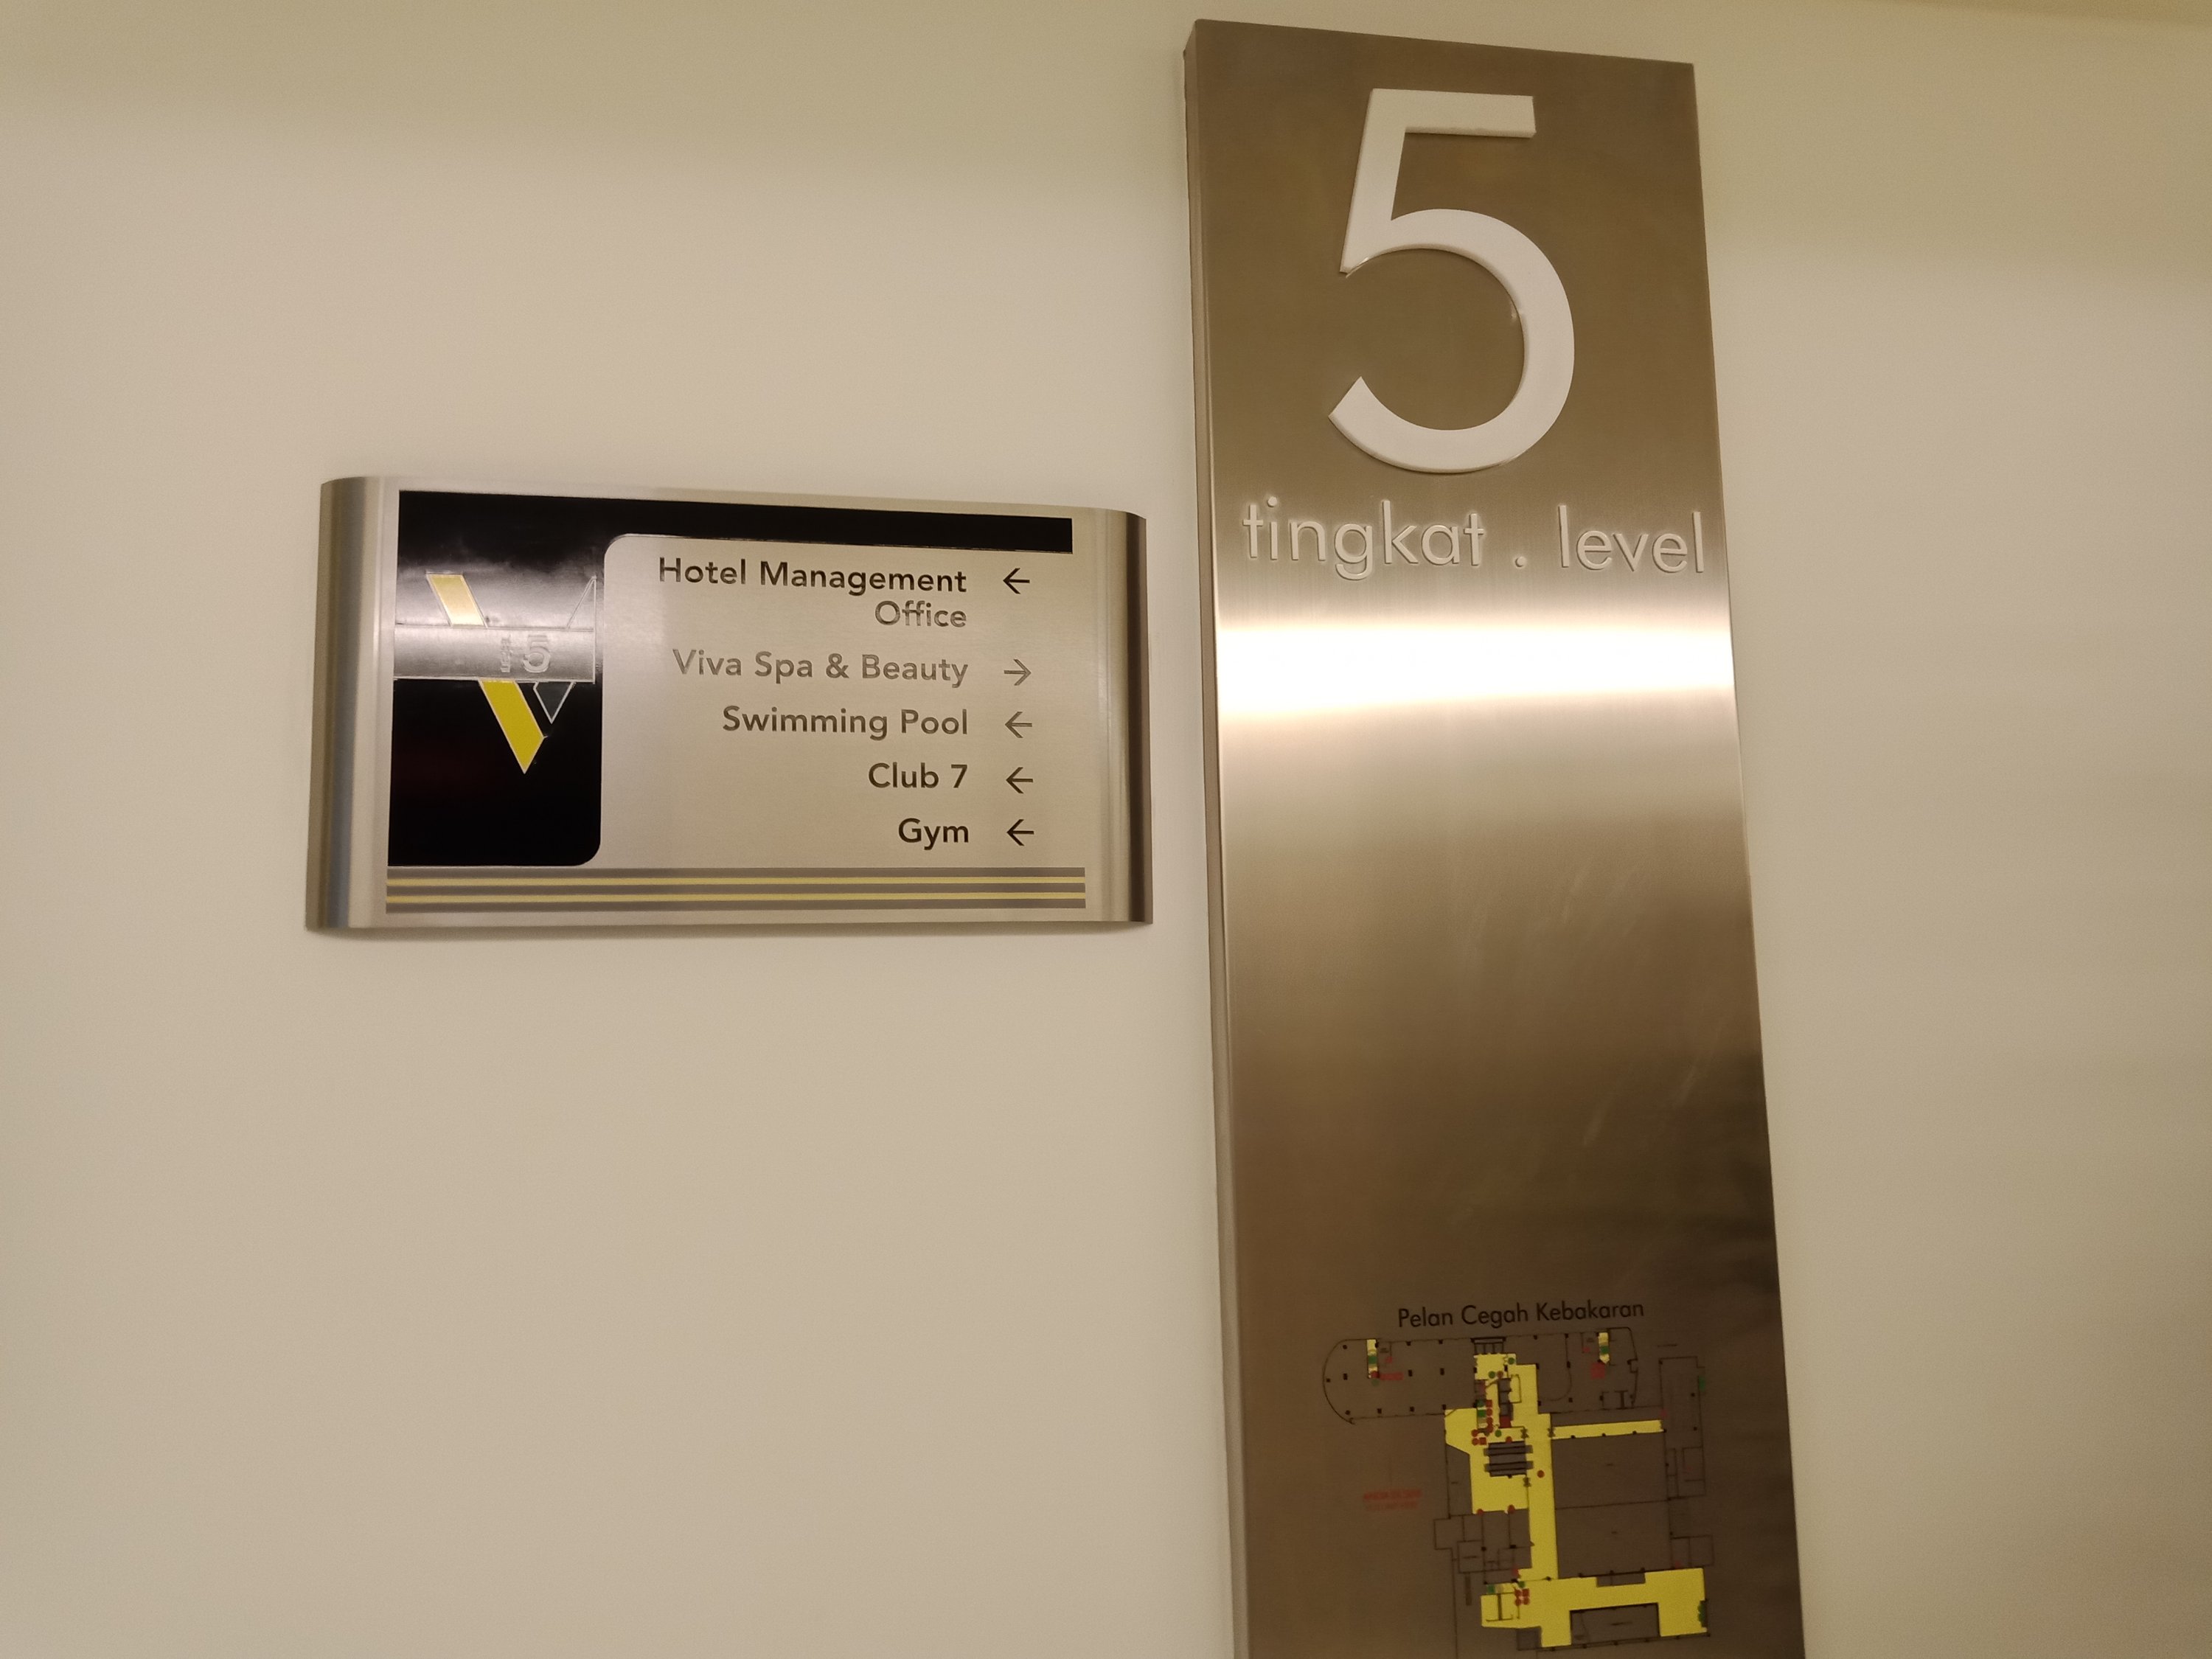 5
tingkat . level
Hotel Management ←
Office
Viva Spa & Beauty →
Swimming Pool ←
Club 7 ←
Gym ←
5
Pelan Cegah Kebakaran